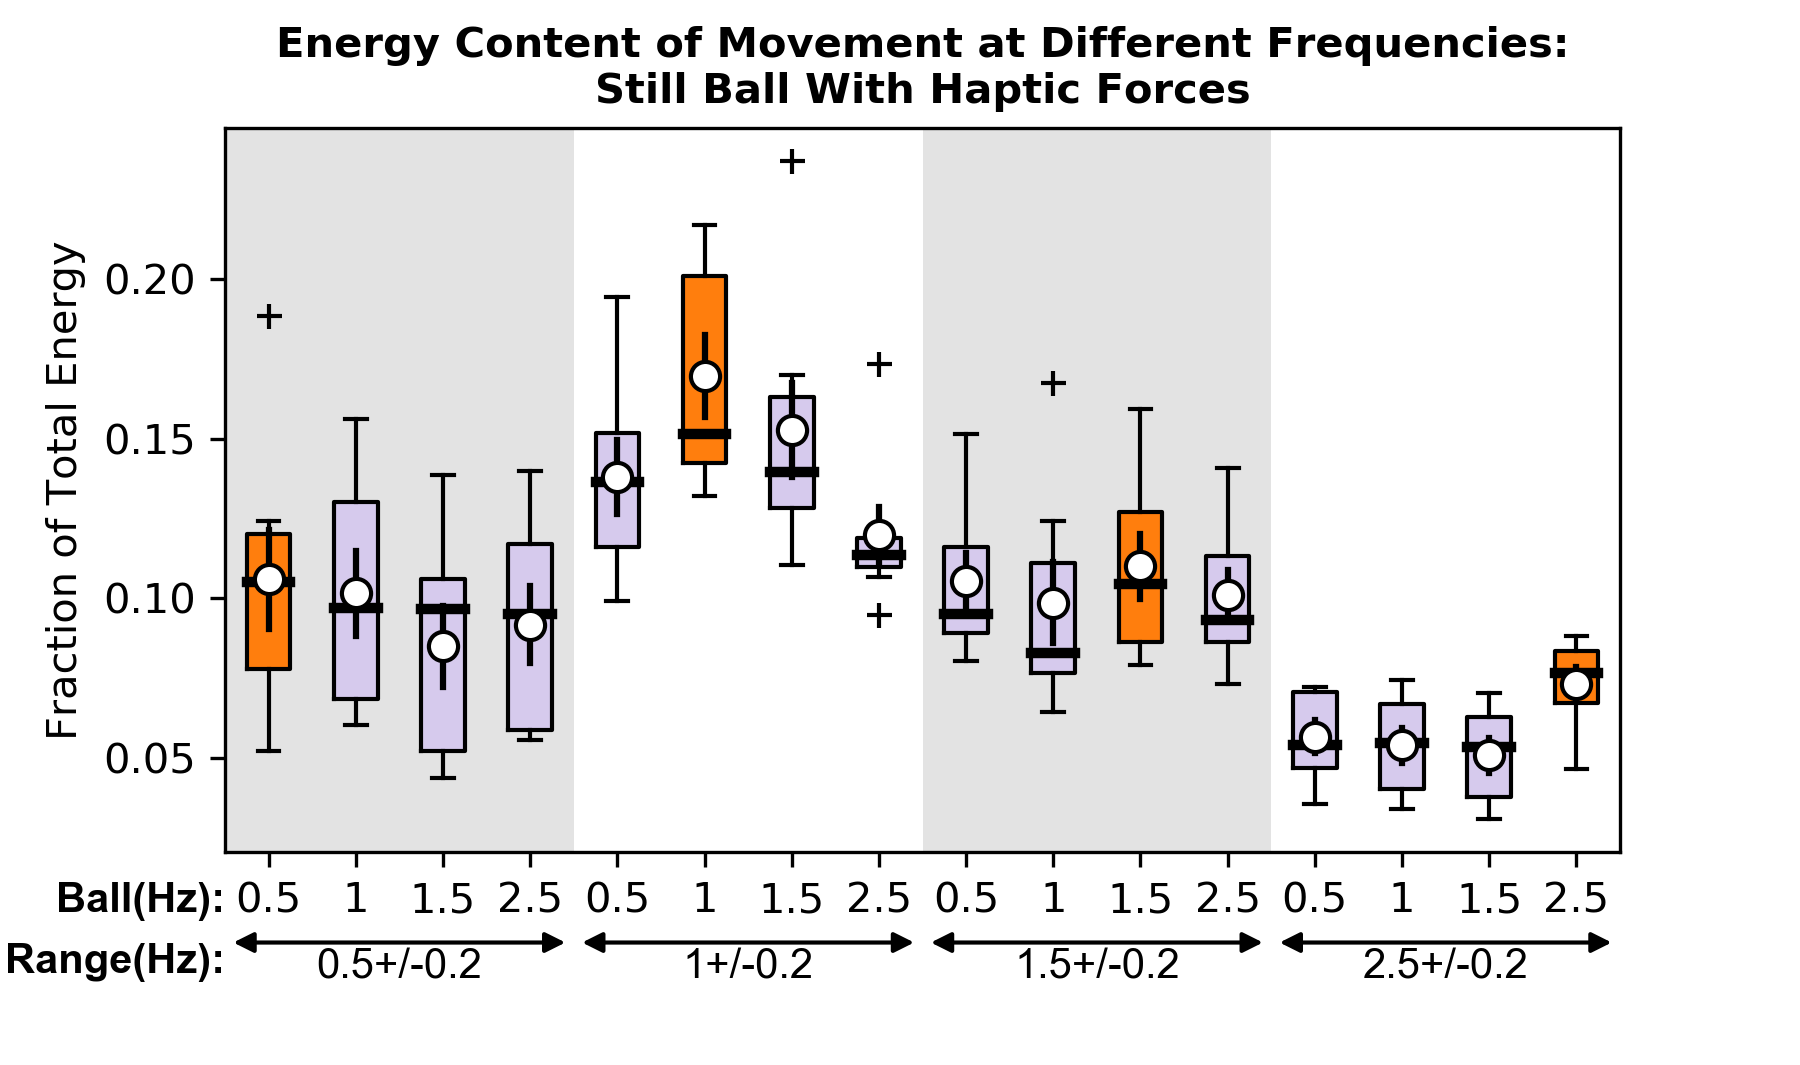 Energy Content of Movement at Different Frequencies:
Still Ball With Haptic Forces
Fraction of Total Energy
0.20
0.15
0.10
0.05
Ball(Hz): 0.5 1 1.5 2.5 0.5 1 1.5 2.5 0.5 1 1.5 2.5 0.5 1 1.5 2.5
Range(Hz): 0.5+/-0.2 1+/-0.2 1.5+/-0.2 2.5+/-0.2